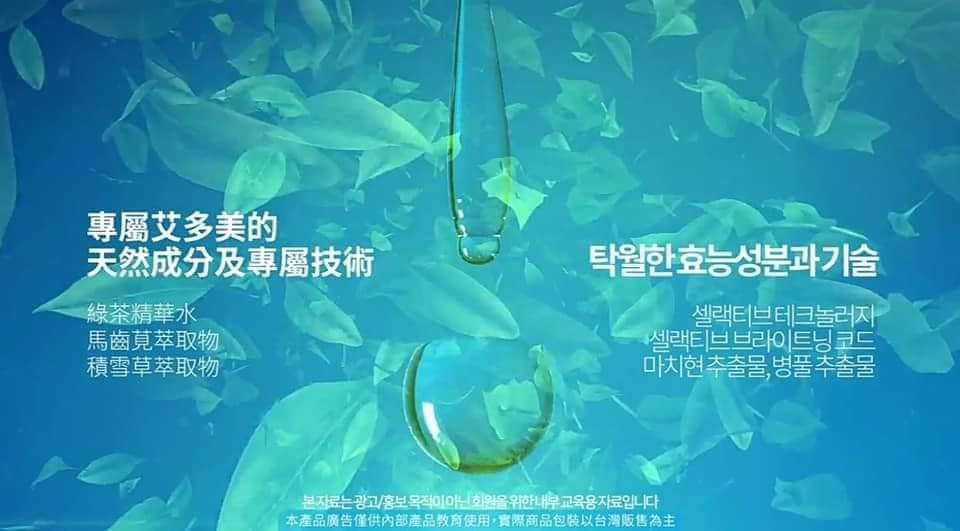 專屬艾多美的
天然成分及專屬技術
綠茶精華水
馬齒莧萃取物
積雪草萃取物
탁월한 효능성분과 기술
셀랙티브 테크놀러지
셀랙티브 브라이트닝 코드
마치현 추출물, 병풀 추출물
본 자료는 광고/홍보 목적이 아닌 회원을 위한 내부 교육용 자료입니다
本產品廣告僅供內部產品教育使用，實際商品包裝以台灣販售為主